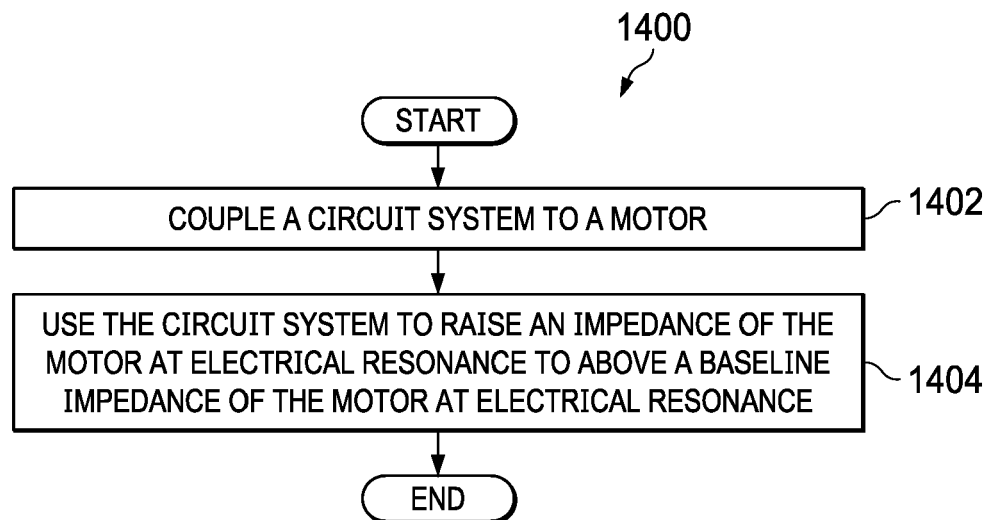 1400
START
COUPLE A CIRCUIT SYSTEM TO A MOTOR
1402
USE THE CIRCUIT SYSTEM TO RAISE AN IMPEDANCE OF THE
MOTOR AT ELECTRICAL RESONANCE TO ABOVE A BASELINE
IMPEDANCE OF THE MOTOR AT ELECTRICAL RESONANCE
1404
END